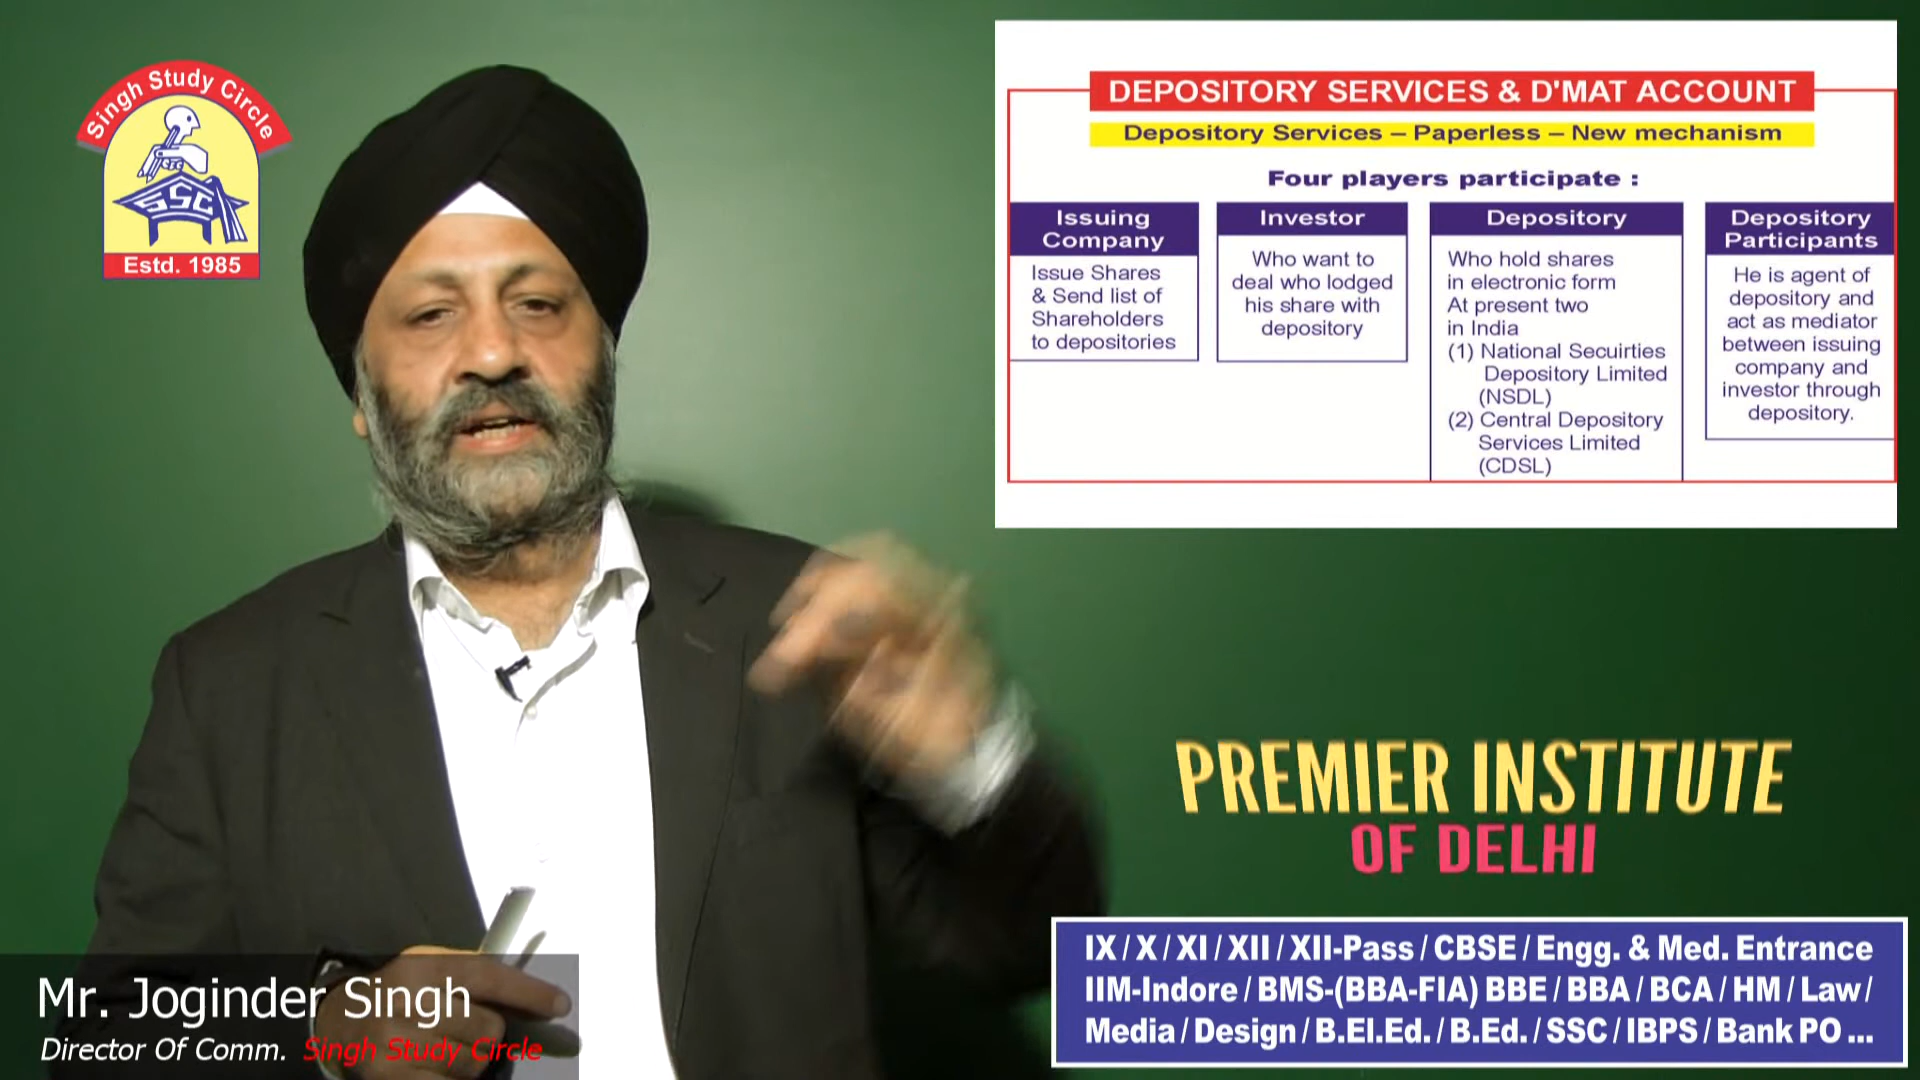 Singh Study Circle
SSC
Estd. 1985
DEPOSITORY SERVICES & D'MAT ACCOUNT
Depository Services – Paperless – New mechanism
Four players participate :
Issuing
Company
Issue Shares
& Send list of
Shareholders
to depositories
Investor
Who want to
deal who lodged
his share with
depository
Depository
Who hold shares
in electronic form
At present two
in India
(1) National Secuirties
Depository Limited
(NSDL)
(2) Central Depository
Services Limited
(CDSL)
Depository
Participants
He is agent of
depository and
act as mediator
between issuing
company and
investor through
depository.
PREMIER INSTITUTE
OF DELHI
IX / X / XI / XII / XII-Pass / CBSE / Engg. & Med. Entrance
IIM-Indore / BMS-(BBA-FIA) BBE / BBA / BCA / HM / Law /
Media / Design / B.El.Ed. / B.Ed. / SSC / IBPS / Bank PO ...
Mr. Joginder Singh
Director Of Comm. Singh Study Circle